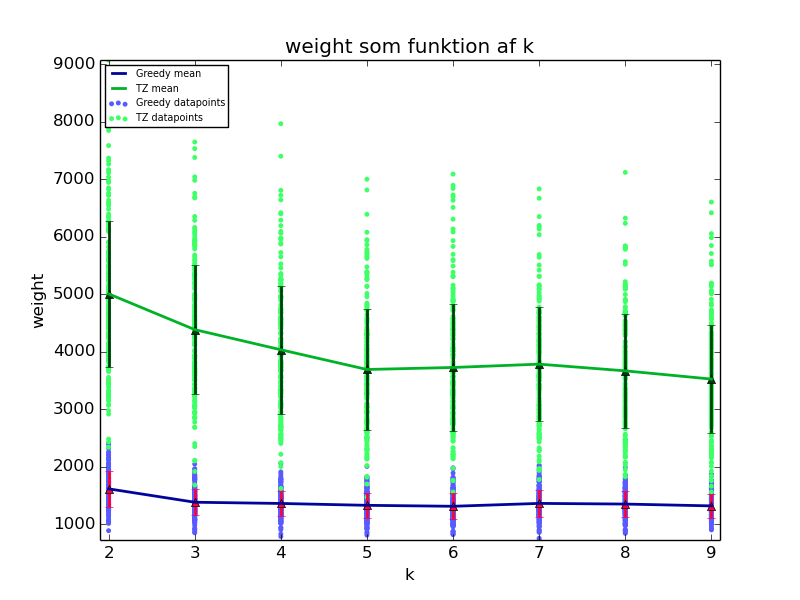 weight som funktion af k
Greedy mean
TZ mean
Greedy datapoints
TZ datapoints
9000
8000
7000
6000
5000
4000
3000
2000
1000
weight
2 3 4 5 6 7 8 9
k